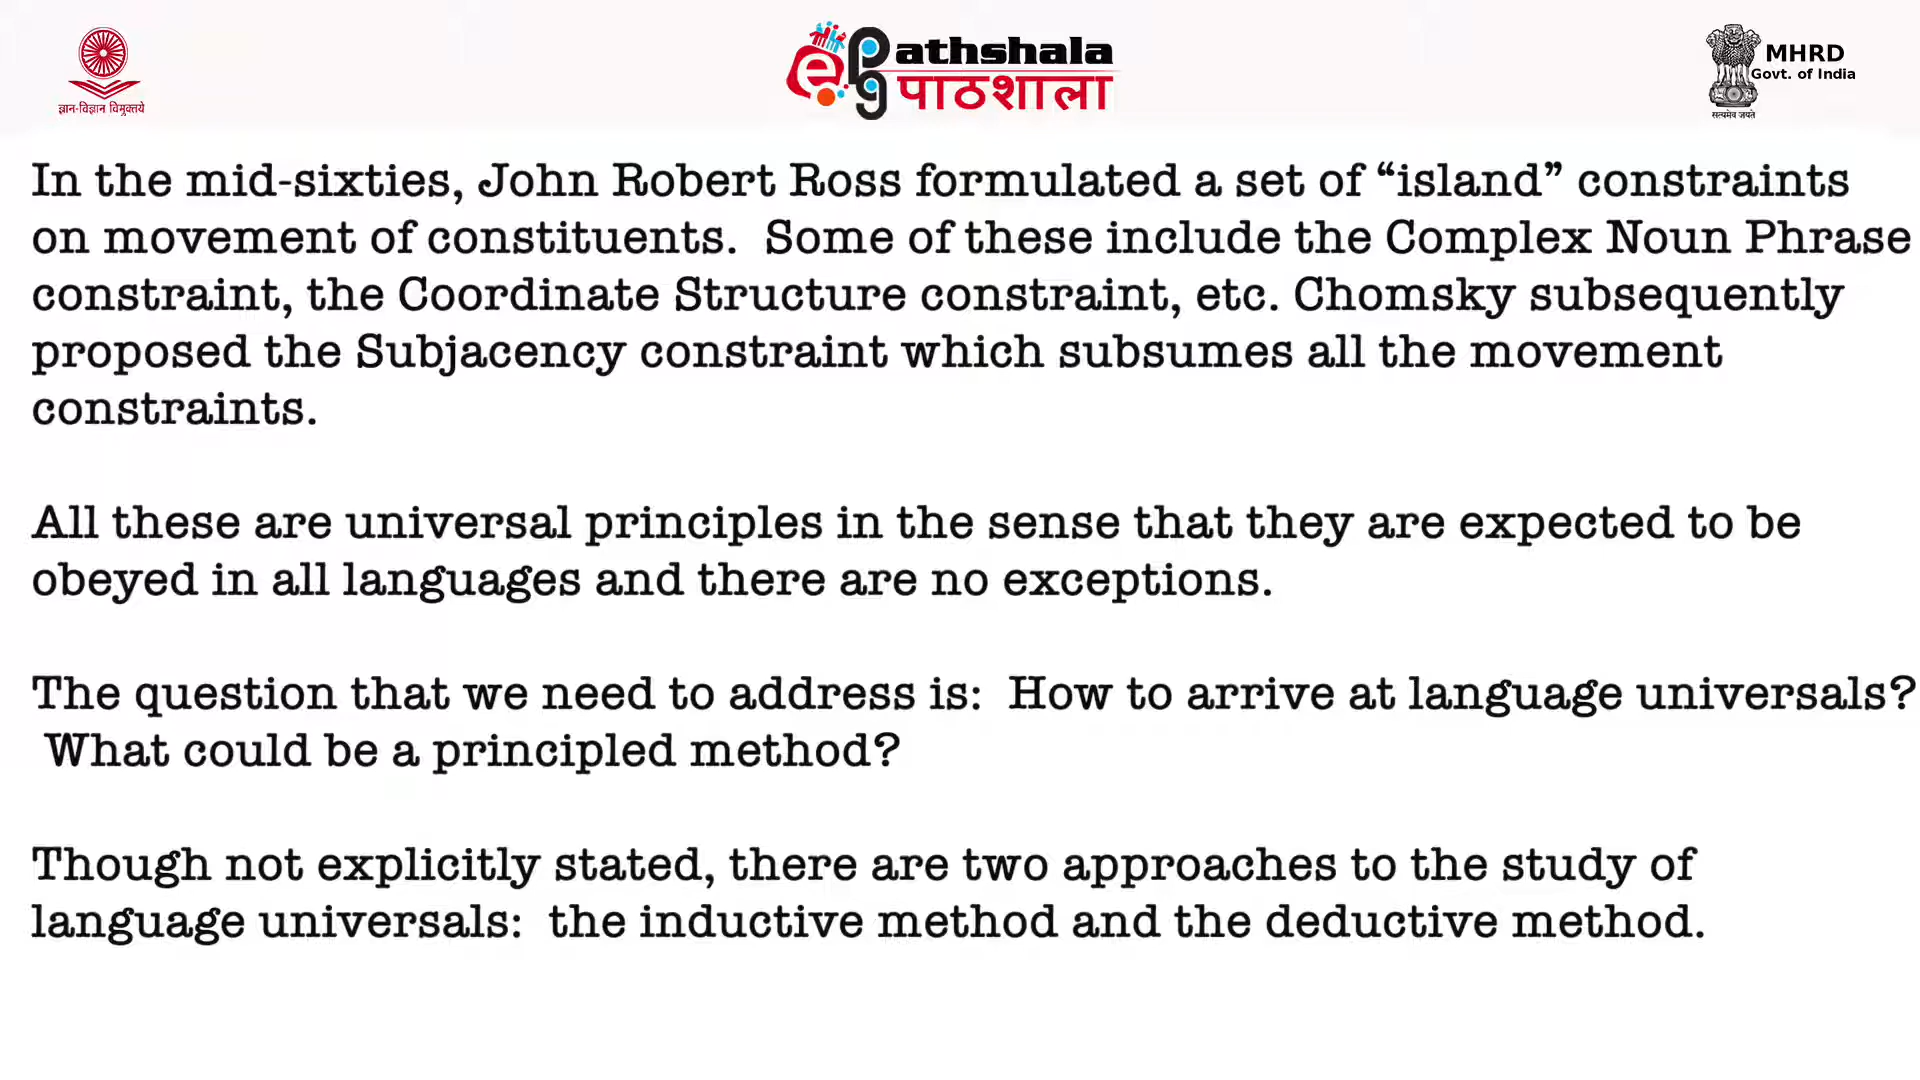 ज्ञान-विज्ञान विमुक्तये
e pg athshala
पाठशाला
MHRD
Govt. of India
सत्यमेव जयते
In the mid-sixties, John Robert Ross formulated a set of “island” constraints
on movement of constituents.  Some of these include the Complex Noun Phrase
constraint, the Coordinate Structure constraint, etc. Chomsky subsequently
proposed the Subjacency constraint which subsumes all the movement
constraints.
All these are universal principles in the sense that they are expected to be
obeyed in all languages and there are no exceptions.
The question that we need to address is:  How to arrive at language universals?
What could be a principled method?
Though not explicitly stated, there are two approaches to the study of
language universals:  the inductive method and the deductive method.